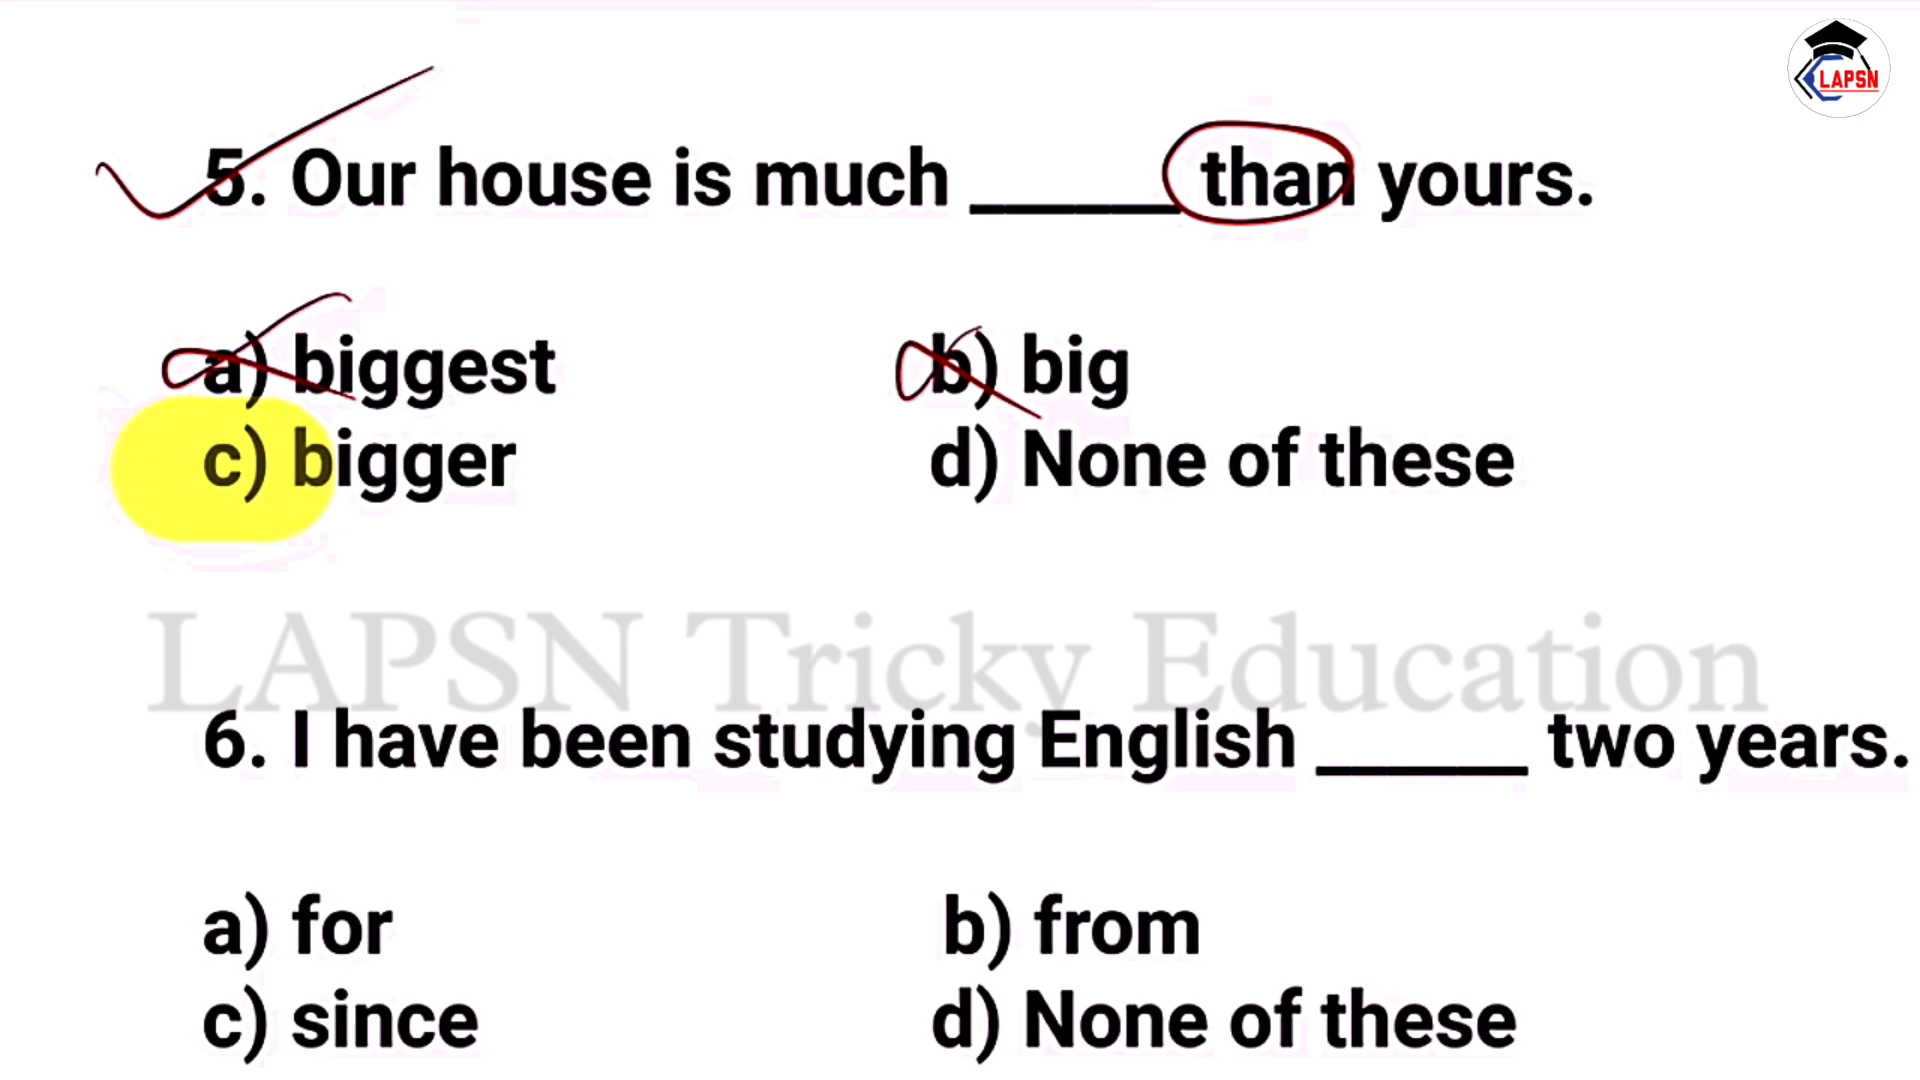 LAPSN
5. Our house is much ______ than yours.
a) biggest b) big
c) bigger d) None of these
LAPSN Tricky Education
6. I have been studying English ______ two years.
a) for b) from
c) since d) None of these